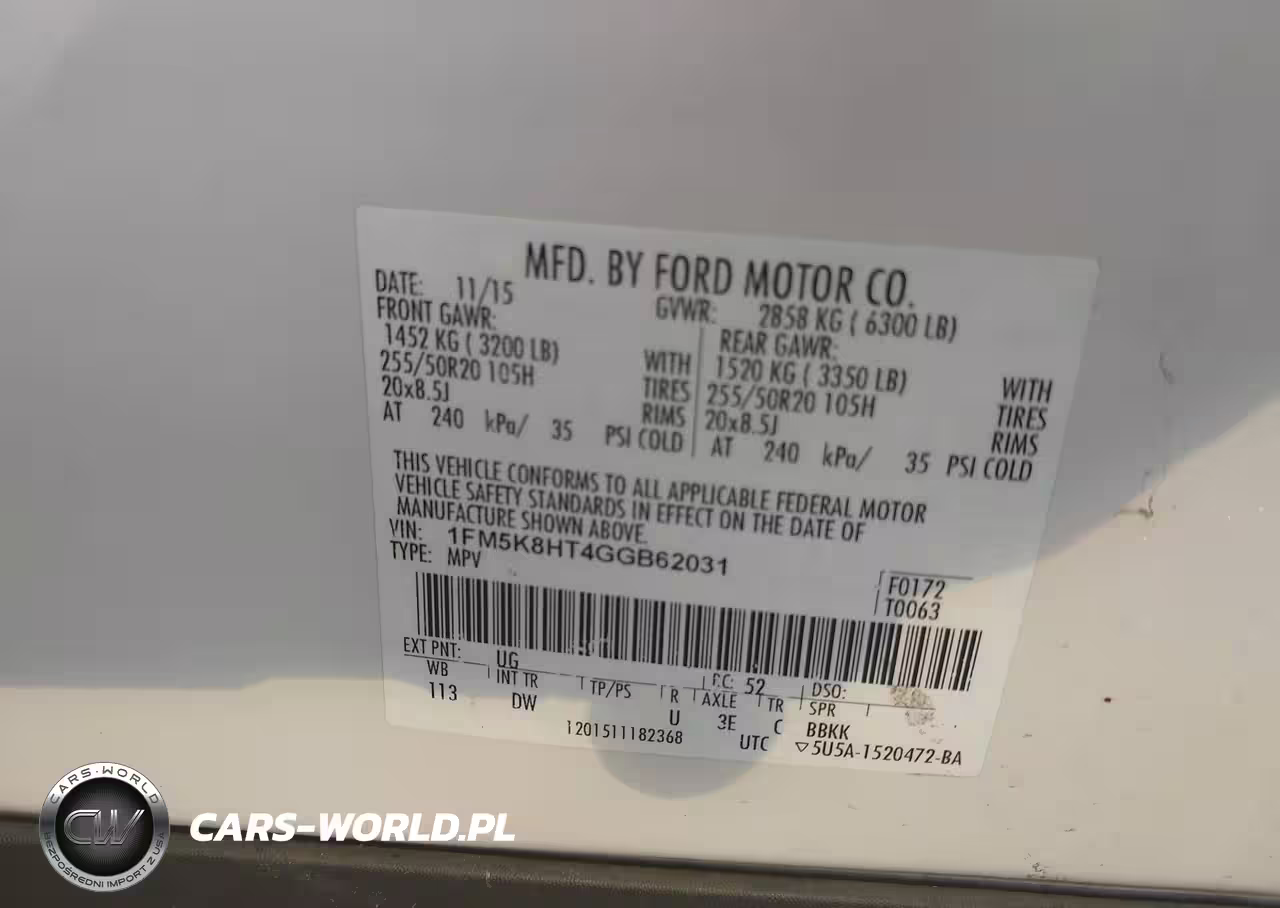 MFD. BY FORD MOTOR CO.
DATE: 11/15 GVWR: 2858 KG ( 6300 LB)
FRONT GAWR: REAR GAWR:
1452 KG ( 3200 LB) WITH 1520 KG ( 3350 LB) WITH
255/50R20 105H TIRES 255/50R20 105H TIRES
20x8.5J RIMS 20x8.5J RIMS
AT 240 kPa/ 35 PSI COLD AT 240 kPa/ 35 PSI COLD
THIS VEHICLE CONFORMS TO ALL APPLICABLE FEDERAL MOTOR
VEHICLE SAFETY STANDARDS IN EFFECT ON THE DATE OF
MANUFACTURE SHOWN ABOVE.
VIN: 1FM5K8HT4GGB62031
TYPE: MPV
F0172
T0063
EXT PNT: UG RC: 52 DSO:
WB INT TR TP/PS R AXLE TR SPR
113 DW U 3E C BBKK
1201511182368 UTC ▽5U5A-1520472-BA
CARS-WORLD
CW
BEZPOŚREDNI IMPORT Z USA
CARS-WORLD.PL